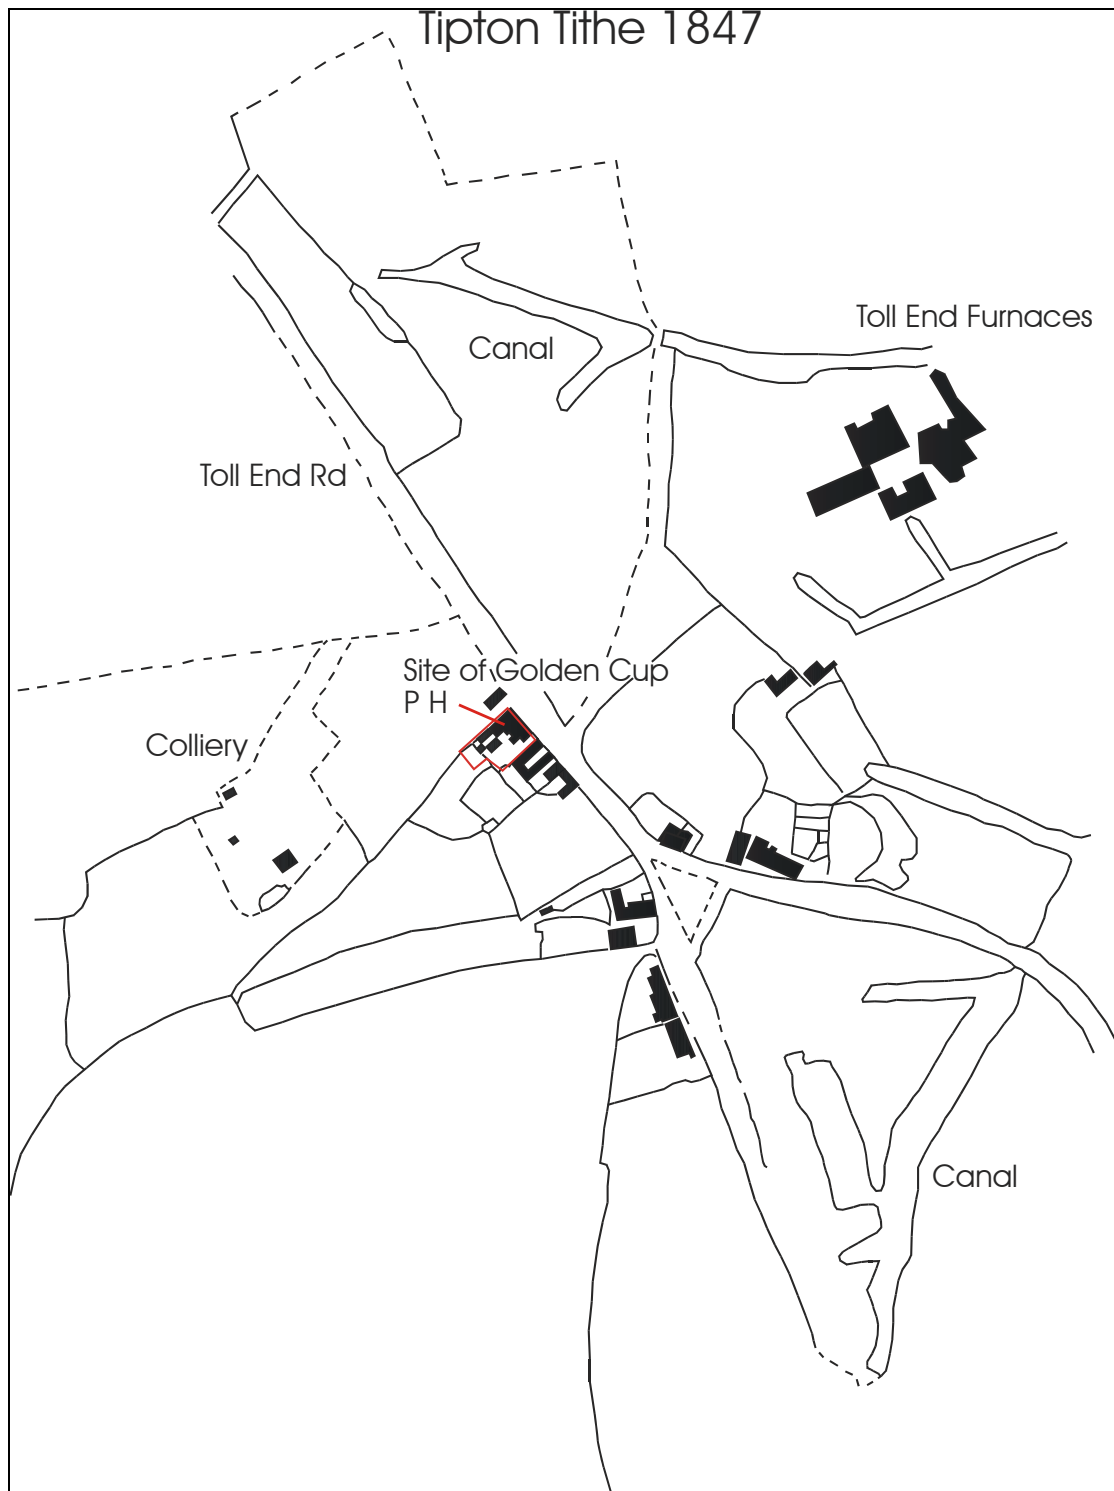 Tipton Tithe 1847
Toll End Furnaces
Canal
Toll End Rd
Site of Golden Cup
P H
Colliery
Canal